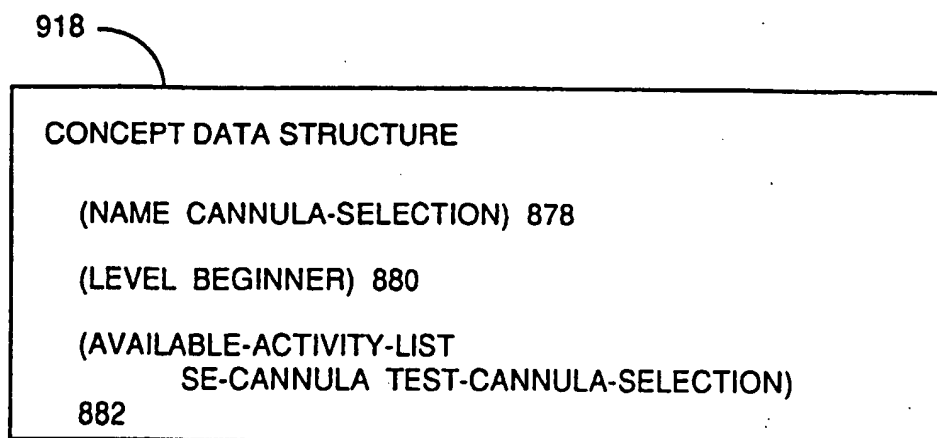 918
CONCEPT DATA STRUCTURE
(NAME CANNULA-SELECTION) 878
(LEVEL BEGINNER) 880
(AVAILABLE-ACTIVITY-LIST
SE-CANNULA TEST-CANNULA-SELECTION)
882